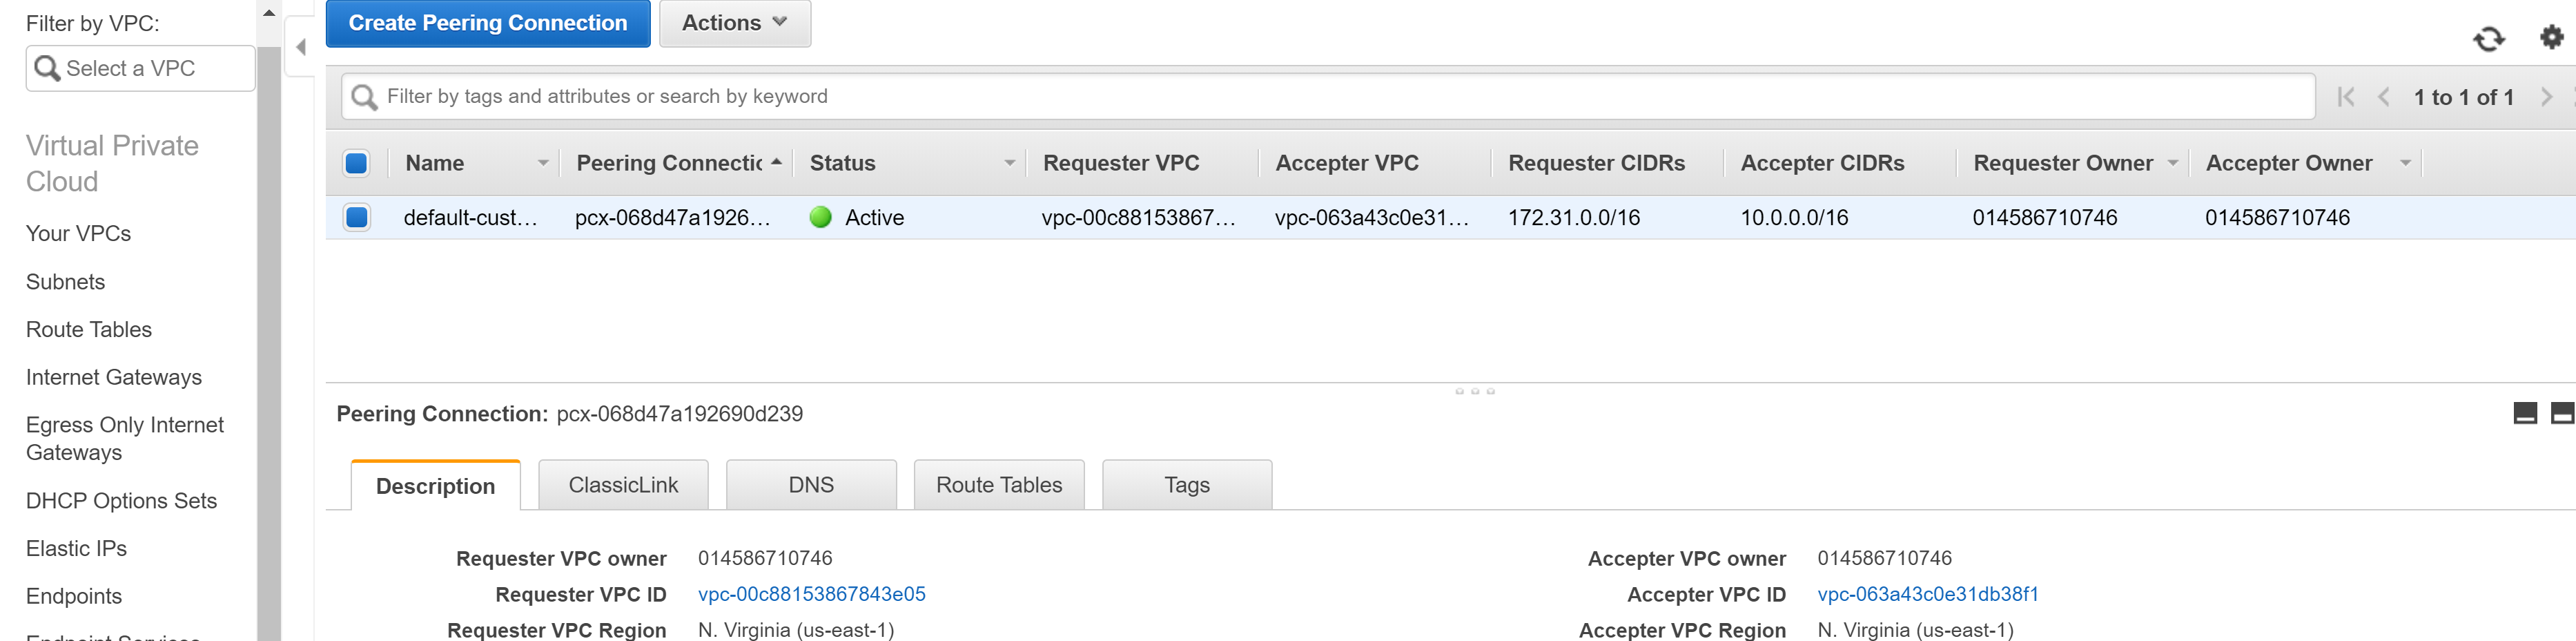 Filter by VPC:
Select a VPC
Virtual Private
Cloud
Your VPCs
Subnets
Route Tables
Internet Gateways
Egress Only Internet
Gateways
DHCP Options Sets
Elastic IPs
Endpoints
Endpoint Services
Create Peering Connection Actions
Filter by tags and attributes or search by keyword 1 to 1 of 1
Name Peering Connectic Status Requester VPC Accepter VPC Requester CIDRs Accepter CIDRs Requester Owner Accepter Owner
default-cust… pcx-068d47a1926… Active vpc-00c88153867… vpc-063a43c0e31… 172.31.0.0/16 10.0.0.0/16 014586710746 014586710746
Peering Connection: pcx-068d47a192690d239
Description ClassicLink DNS Route Tables Tags
Requester VPC owner 014586710746 Accepter VPC owner 014586710746
Requester VPC ID vpc-00c88153867843e05 Accepter VPC ID vpc-063a43c0e31db38f1
Requester VPC Region N. Virginia (us-east-1) Accepter VPC Region N. Virginia (us-east-1)